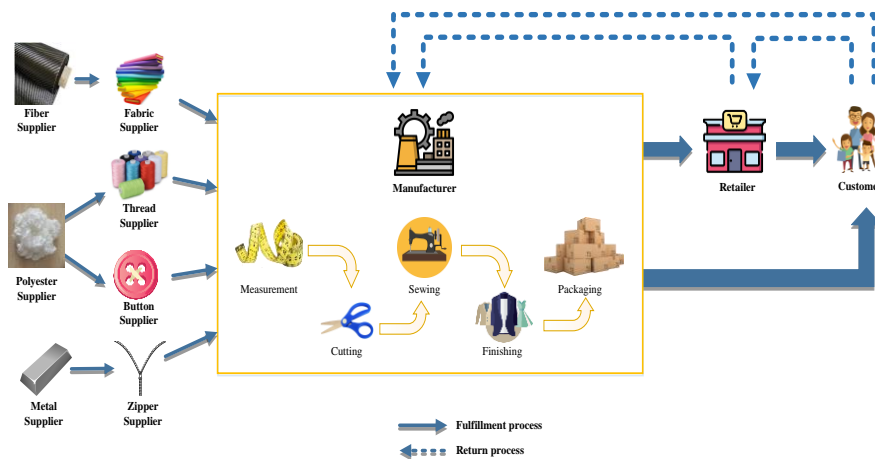 Fiber
Supplier
Fabric
Supplier
Manufacturer
Retailer
Custome
Thread
Supplier
Polyester
Supplier
Button
Supplier
Measurement
Sewing
Packaging
Cutting
Finishing
Metal
Supplier
Zipper
Supplier
Fulfillment process
Return process